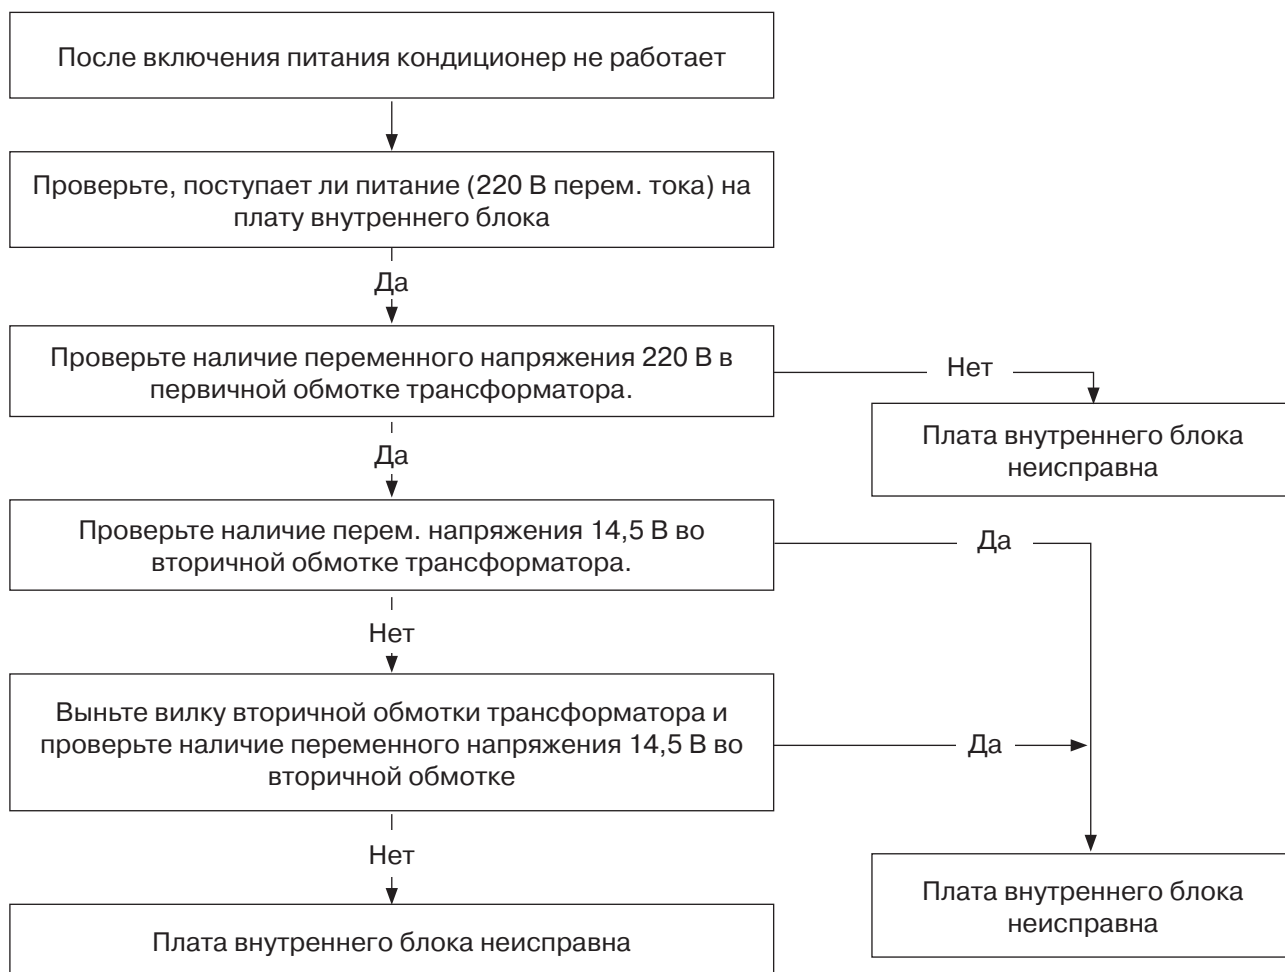 После включения питания кондиционер не работает
Проверьте, поступает ли питание (220 В перем. тока) на
плату внутреннего блока
Да
Проверьте наличие переменного напряжения 220 В в
первичной обмотке трансформатора.
Нет
Плата внутреннего блока
неисправна
Да
Проверьте наличие перем. напряжения 14,5 В во
вторичной обмотке трансформатора.
Да
Нет
Выньте вилку вторичной обмотки трансформатора и
проверьте наличие переменного напряжения 14,5 В во
вторичной обмотке
Да
Нет
Плата внутреннего блока
неисправна
Плата внутреннего блока неисправна